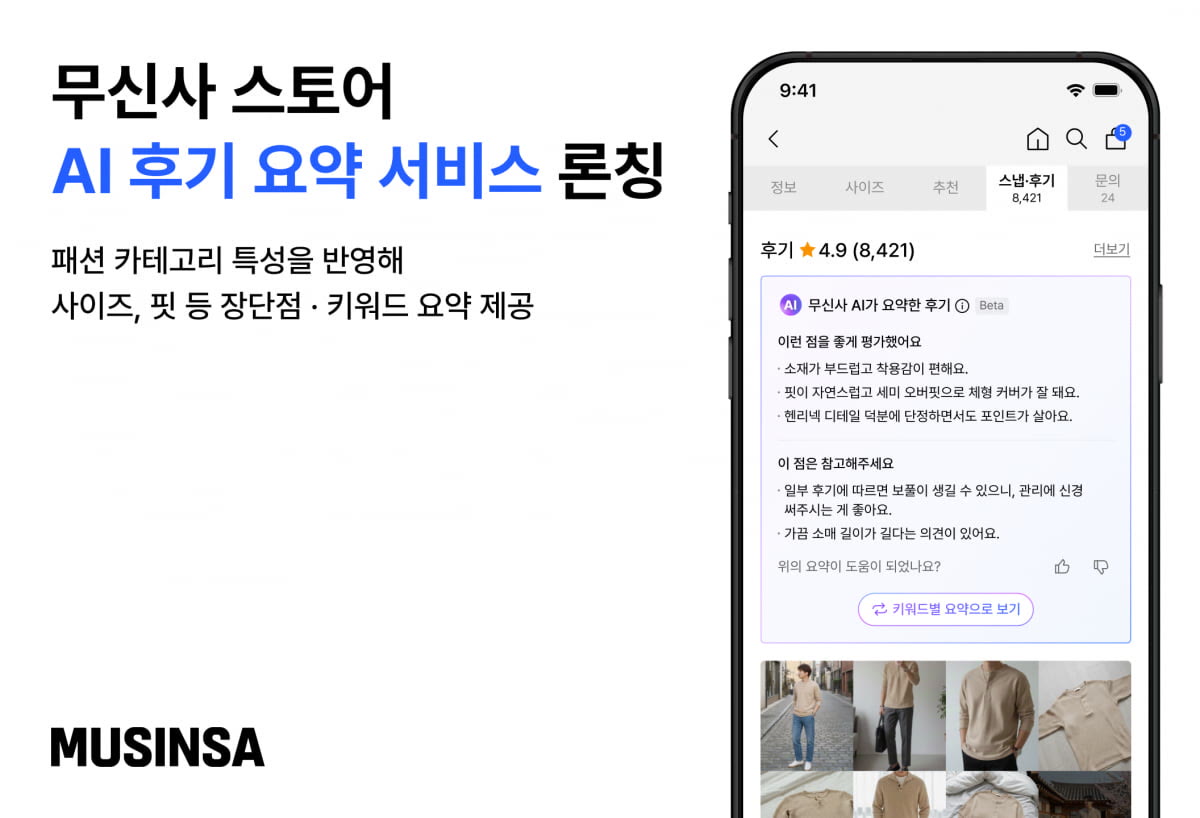 무신사 스토어
AI 후기 요약 서비스 론칭
패션 카테고리 특성을 반영해
사이즈, 핏 등 장단점 · 키워드 요약 제공
MUSINSA
9:41
5
정보 사이즈 추천 스냅·후기 문의
8,421 24
후기 ★ 4.9 (8,421) 더보기
AI 무신사 AI가 요약한 후기 ⓘ Beta
이런 점을 좋게 평가했어요
· 소재가 부드럽고 착용감이 편해요.
· 핏이 자연스럽고 세미 오버핏으로 체형 커버가 잘 돼요.
· 헨리넥 디테일 덕분에 단정하면서도 포인트가 살아요.
이 점은 참고해주세요
· 일부 후기에 따르면 보풀이 생길 수 있으니, 관리에 신경
써주시는 게 좋아요.
· 가끔 소매 길이가 길다는 의견이 있어요.
위의 요약이 도움이 되었나요?
키워드별 요약으로 보기